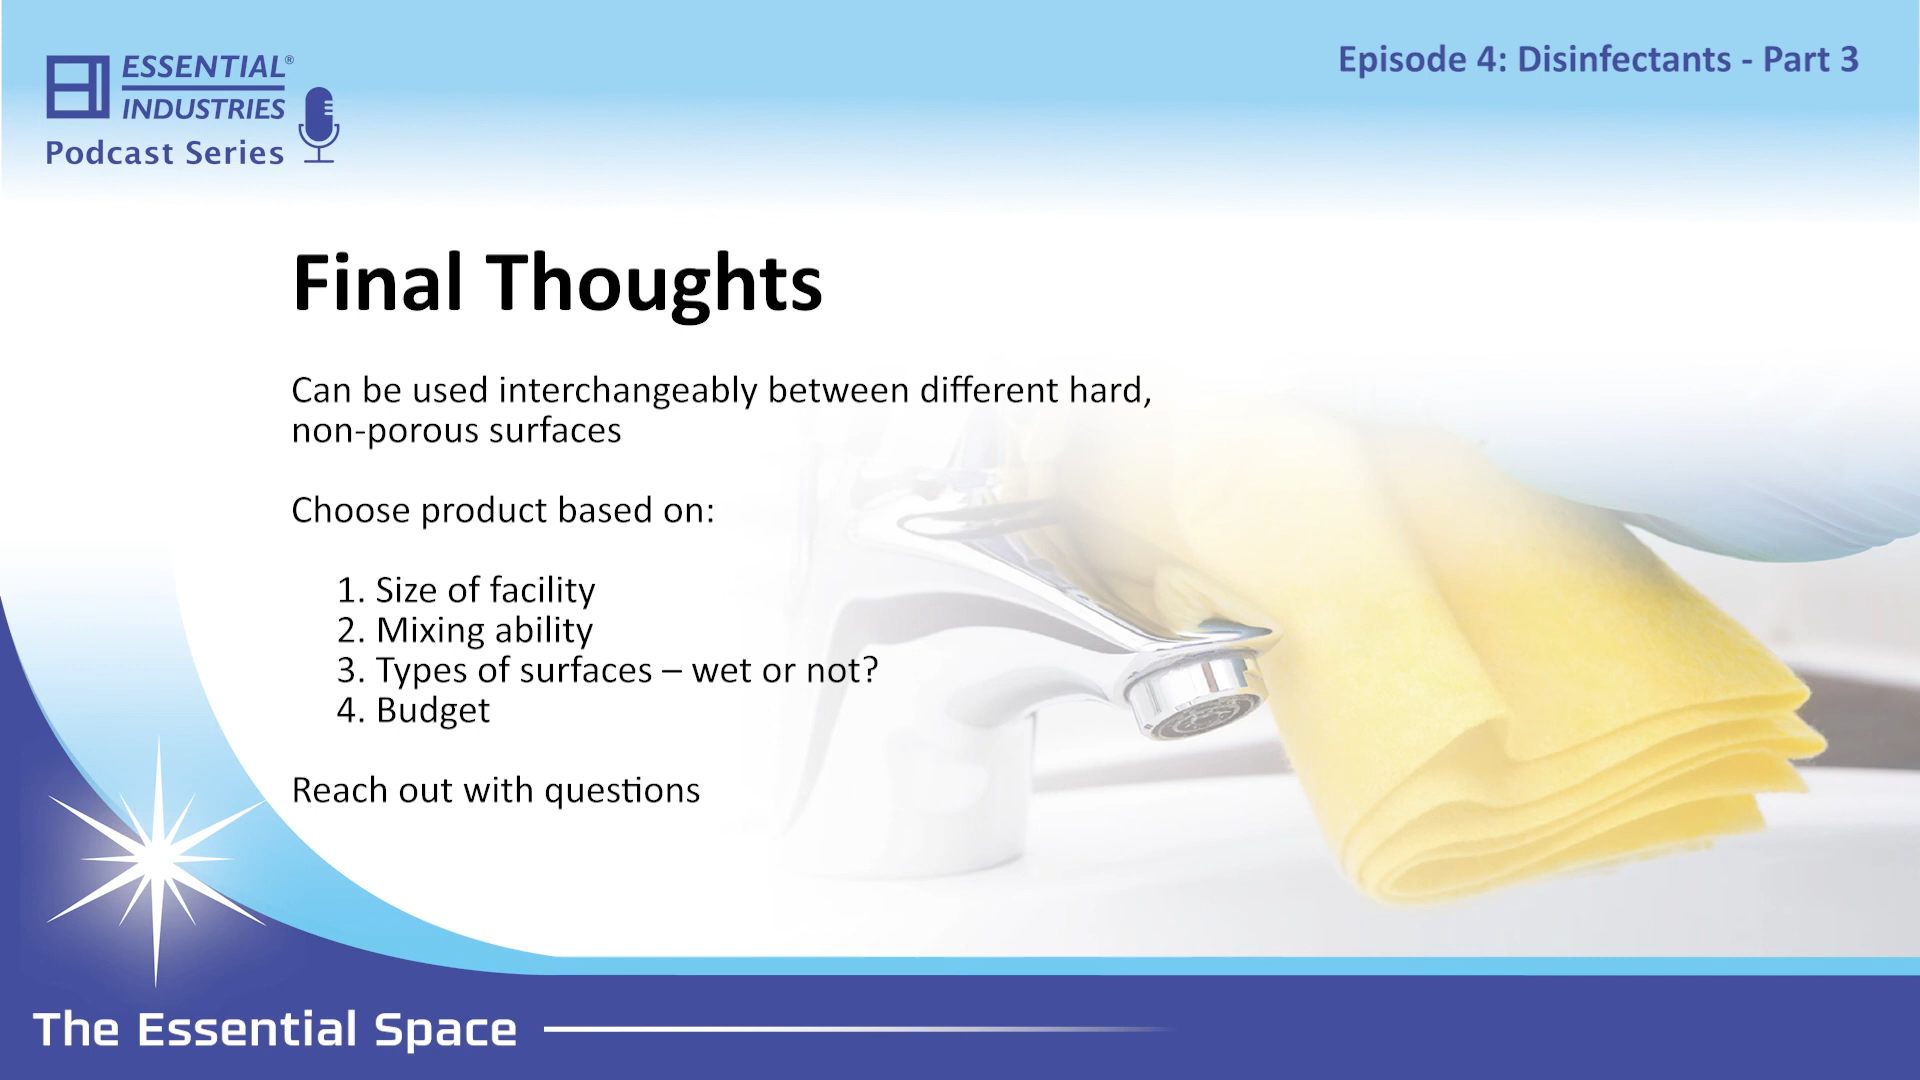 ESSENTIAL®
INDUSTRIES
Podcast Series
Episode 4: Disinfectants - Part 3
Final Thoughts
Can be used interchangeably between different hard,
non-porous surfaces
Choose product based on:
1. Size of facility
2. Mixing ability
3. Types of surfaces – wet or not?
4. Budget
Reach out with questions
The Essential Space